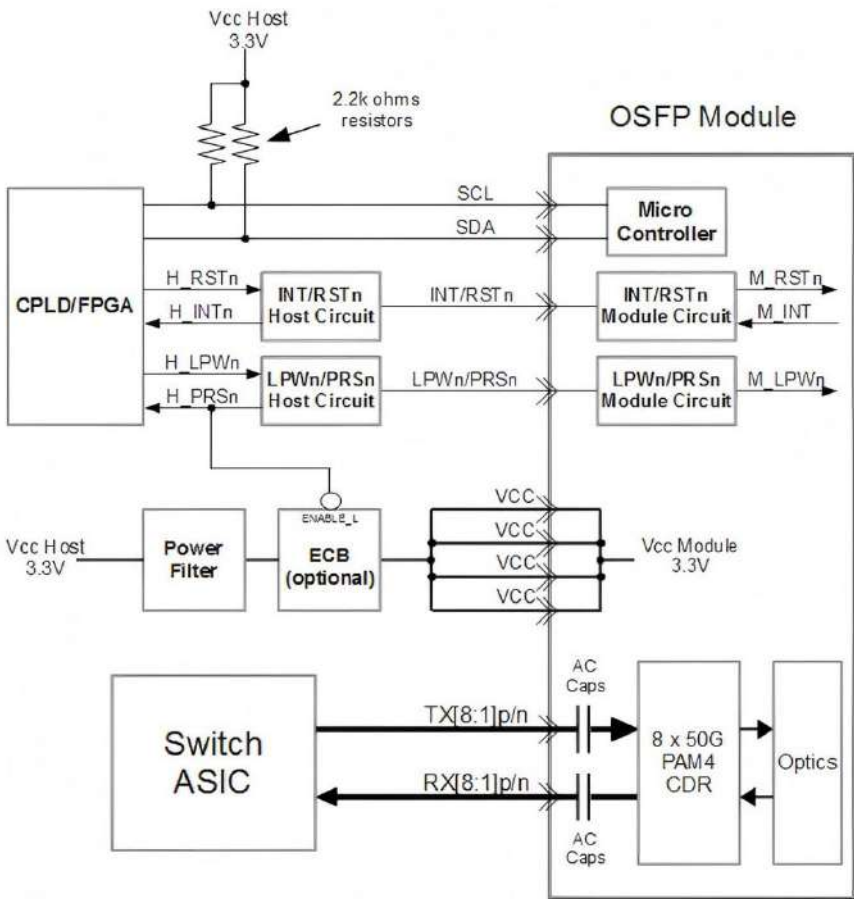 Vcc Host
3.3V
2.2k ohms
resistors
OSFP Module
SCL
SDA
Micro
Controller
CPLD/FPGA
H_RSTn
H_INTn
INT/RSTn
Host Circuit
INT/RSTn
INT/RSTn
Module Circuit
M_RSTn
M_INT
H_LPWn
H_PRSn
LPWn/PRSn
Host Circuit
LPWn/PRSn
LPWn/PRSn
Module Circuit
M_LPWn
Vcc Host
3.3V
Power
Filter
ENABLE_L
ECB
(optional)
VCC
VCC
VCC
VCC
Vcc Module
3.3V
Switch
ASIC
TX[8:1]p/n
RX[8:1]p/n
AC
Caps
AC
Caps
8 x 50G
PAM4
CDR
Optics